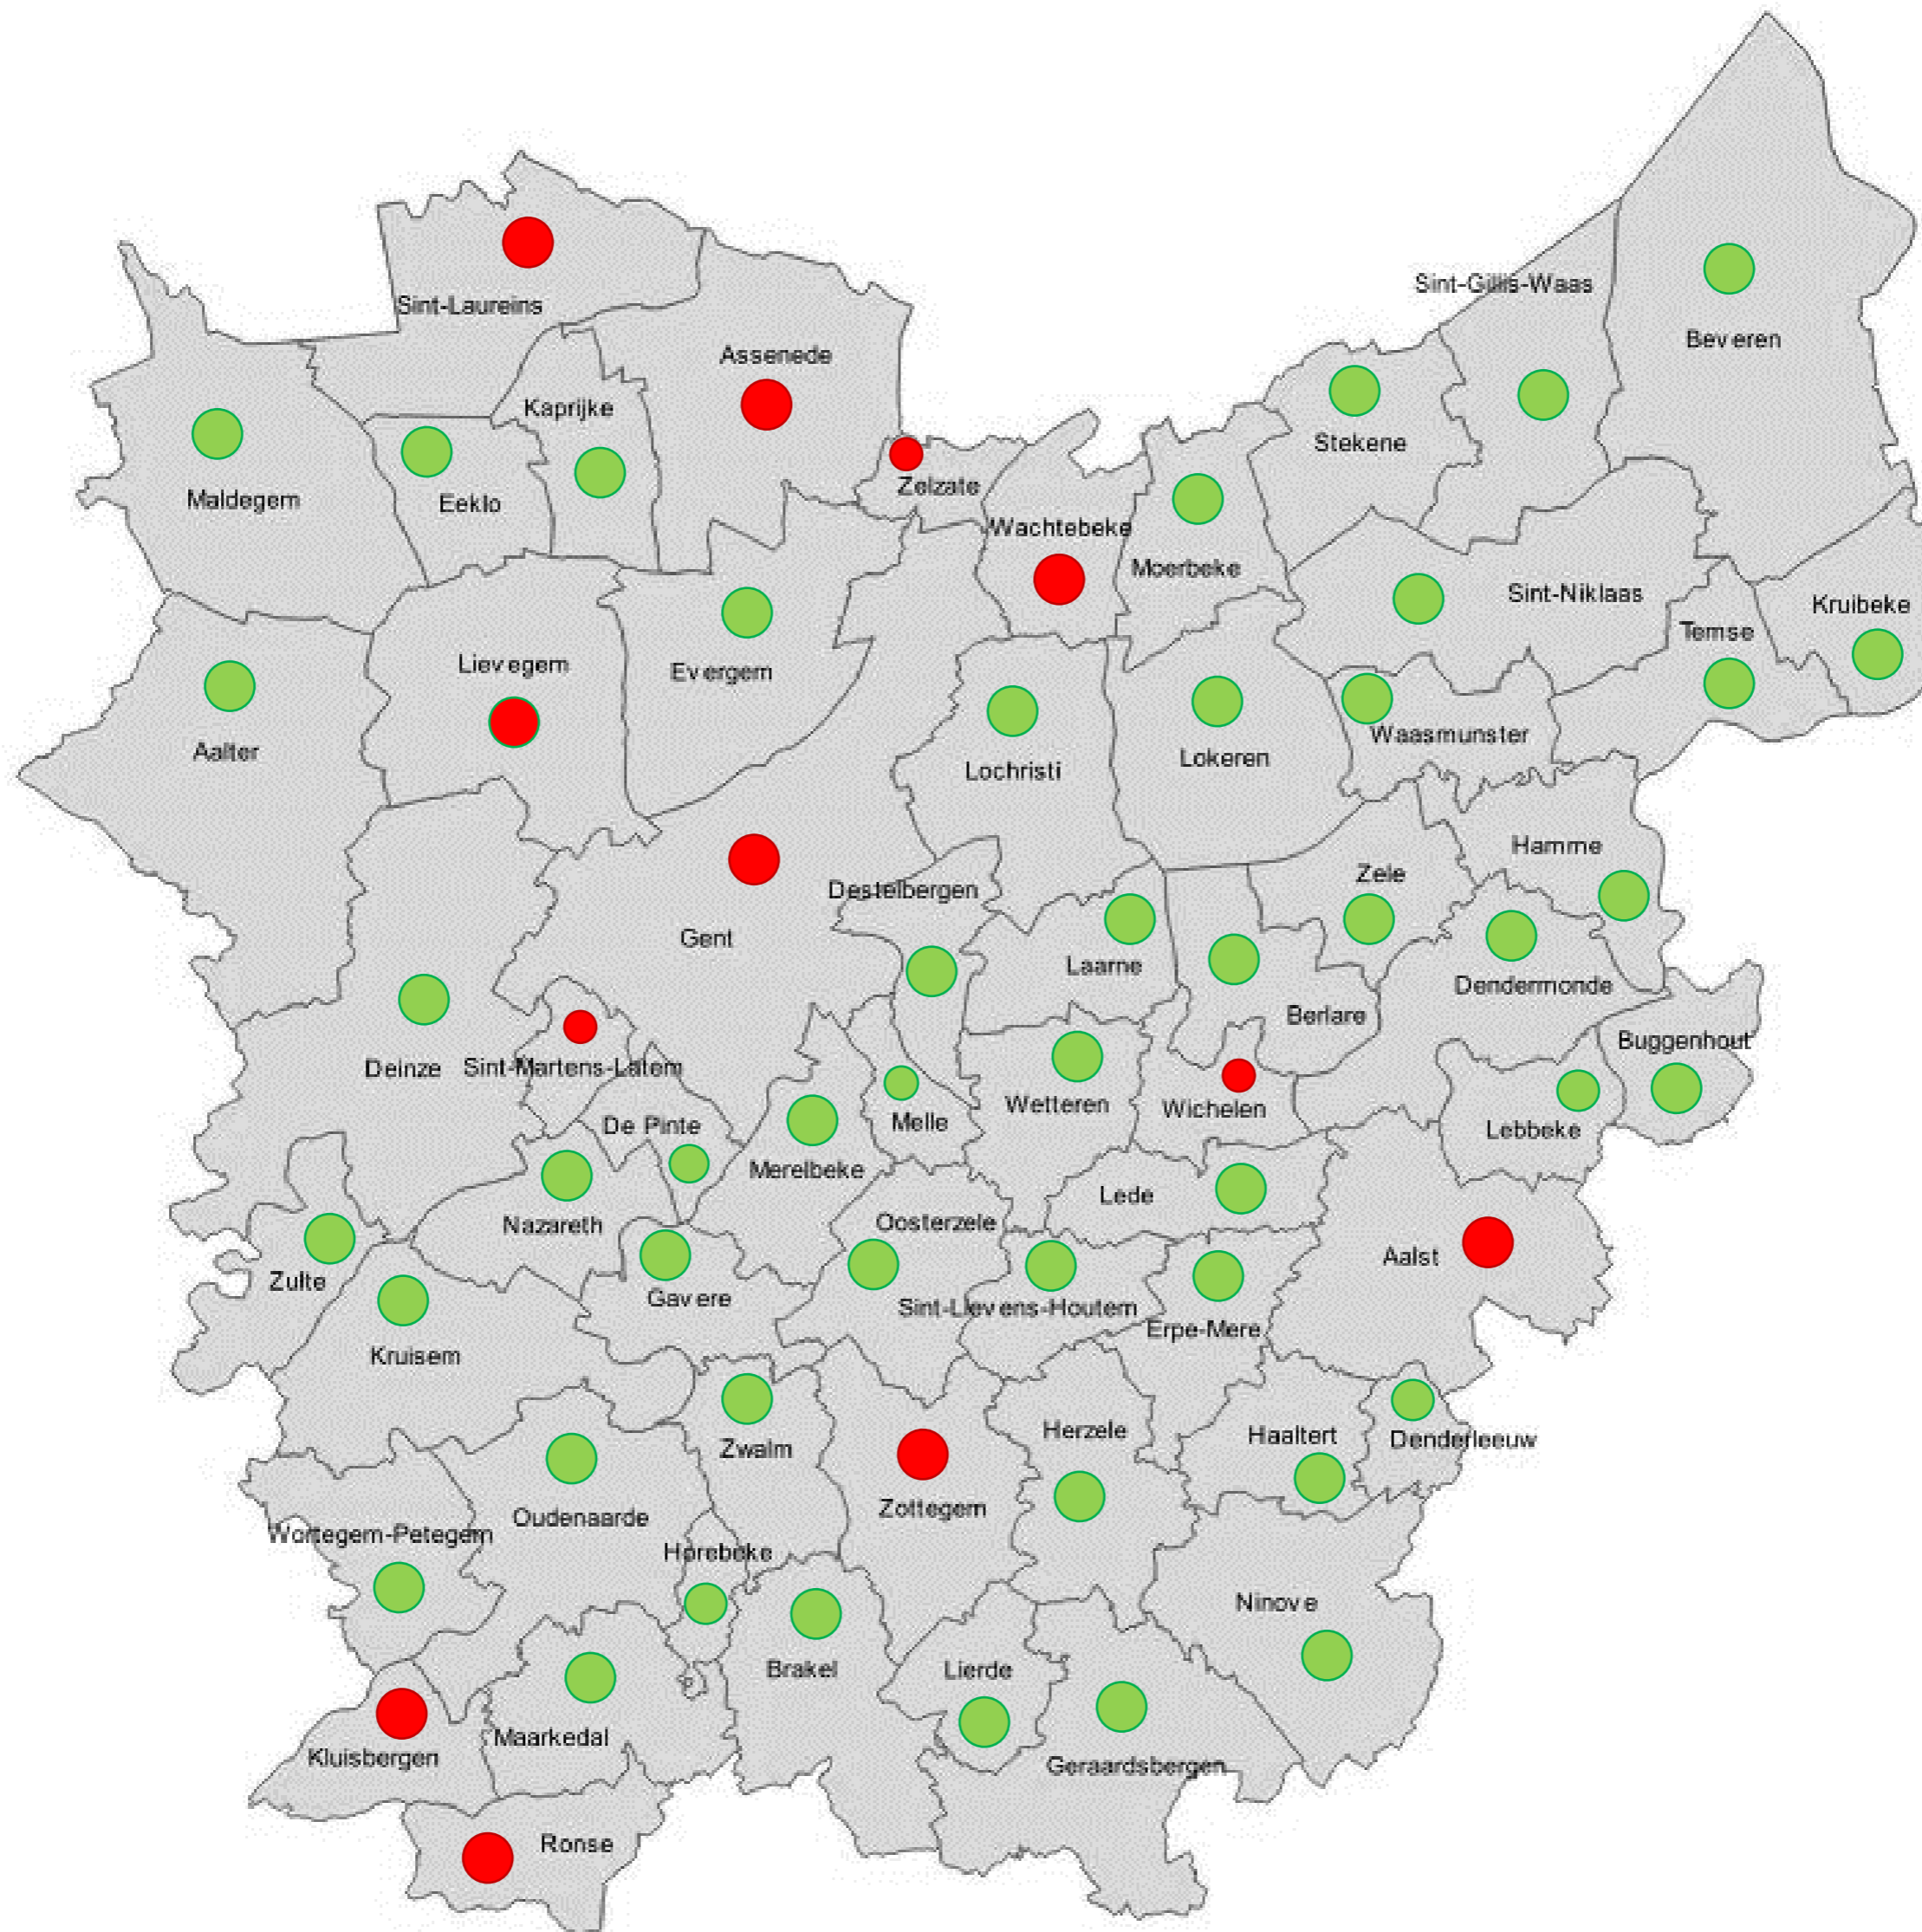 Sint-Gillis-Waas
Sint-Laureins
Beveren
Assenede
Kaprijke
Stekene
Zelzate
Maldegem
Eeklo
Wachtebeke
Moerbeke
Sint-Niklaas
Kruibeke
Temse
Lievegem
Evergem
Waasmunster
Aalter
Lokeren
Lochristi
Hamme
Zele
Destelbergen
Gent
Laarne
Dendermonde
Berlare
Buggenhout
Deinze
Sint-Martens-Latem
Wetteren
Wichelen
Melle
De Pinte
Lebbeke
Merelbeke
Lede
Oosterzele
Nazareth
Aalst
Zulte
Gavere
Sint-Lievens-Houtem
Erpe-Mere
Kruisem
Herzele
Haaltert
Denderleeuw
Zwalm
Zottegem
Oudenaarde
Wortegem-Petegem
Horebeke
Ninove
Brakel
Lierde
Maarkedal
Kluisbergen
Geraardsbergen
Ronse